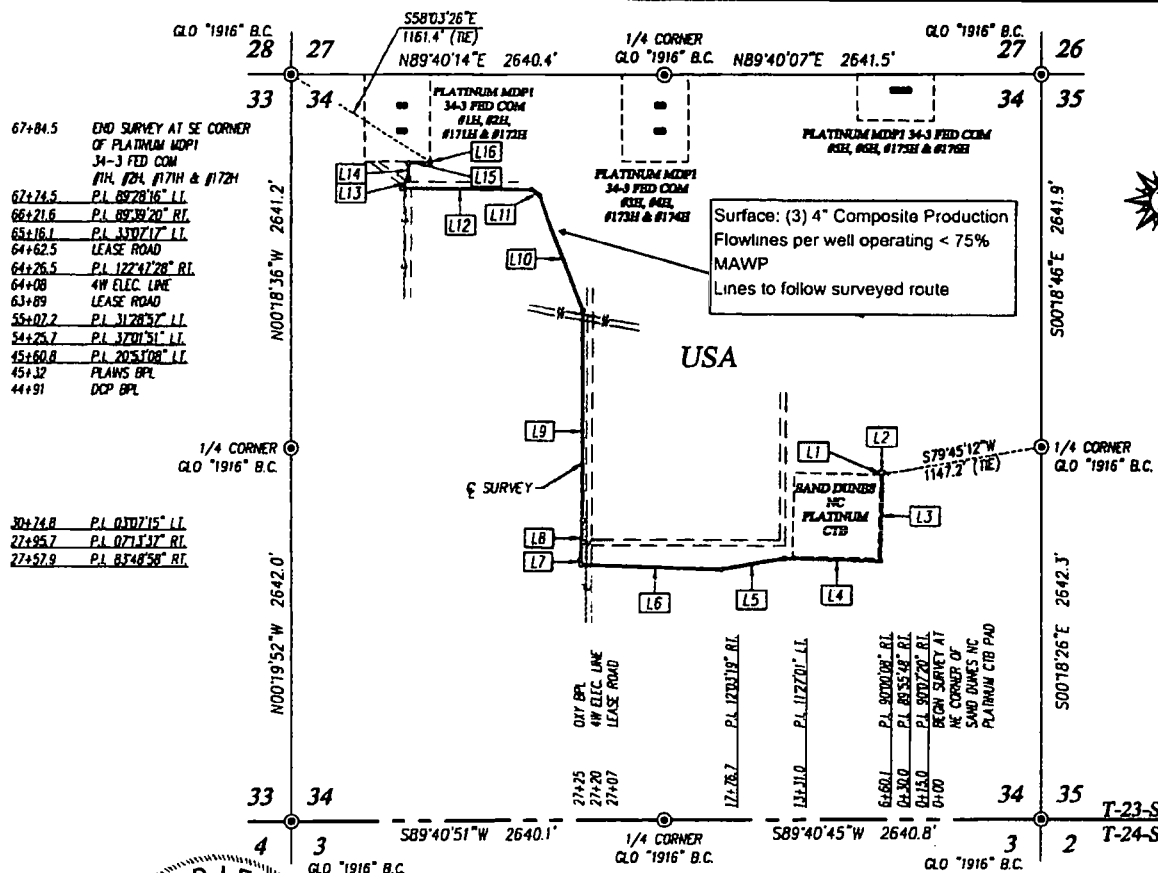 S58°03'26"E
1161.4' (TIE)
GLO "1916" B.C.
28 27
N89°40'14"E 2640.4'
1/4 CORNER
GLO "1916" B.C.
N89°40'07"E 2641.5'
GLO "1916" B.C.
27 26
33 34
34 35
PLATINUM MDP1
34-3 FED COM
#1H, #2H,
#171H & #172H
PLATINUM MDP1
34-3 FED COM
#3H, #4H,
#173H & #174H
PLATINUM MDP1 34-3 FED COM
#5H, #6H, #175H & #176H
67+84.5 END SURVEY AT SE CORNER
OF PLATINUM MDP1
34-3 FED COM
#1H, #2H, #171H & #172H
67+74.5 P.I. 89°28'16" LT.
66+21.6 P.I. 89°39'20" RT.
65+16.1 P.I. 33°07'17" LT.
64+62.5 LEASE ROAD
64+26.5 P.I. 122°47'28" RT.
64+08 4W ELEC. LINE
63+89 LEASE ROAD
55+07.2 P.I. 31°28'57" LT.
54+25.7 P.I. 37°01'51" LT.
45+60.8 P.I. 20°53'08" LT.
45+32 PLAINS BPL
44+91 DCP BPL
30+74.8 P.I. 03°07'15" LT.
27+95.7 P.I. 07°13'37" RT.
27+57.9 P.I. 83°48'58" RT.
N00°18'36"W 2641.2'
N00°19'52"W 2642.0'
S00°18'46"E 2641.9'
S00°18'26"E 2642.3'
L16
L14
L15
L13
L12
L11
L10
Surface: (3) 4" Composite Production
Flowlines per well operating < 75%
MAWP
Lines to follow surveyed route
USA
1/4 CORNER
GLO "1916" B.C.
L9
℄ SURVEY
L8
L7
L6
L5
L4
L3
L2
L1
S79°45'12"W
1147.2' (TIE)
1/4 CORNER
GLO "1916" B.C.
SAND DUNES
NC
PLATINUM
CTB
27+25 OXY BPL
27+20 4W ELEC. LINE
27+07 LEASE ROAD
17+76.7 P.I. 12°03'19" RT.
13+31.0 P.I. 11°27'01" LT.
6+60.1 P.I. 90°00'08" RT.
0+30.0 P.I. 89°55'48" RT.
0+15.0 P.I. 90°07'20" RT.
0+00 BEGIN SURVEY AT
NE CORNER OF
SAND DUNES NC
PLATINUM CTB PAD
33 34
34 35
T-23-S
T-24-S
4 3
S89°40'51"W 2640.1'
1/4 CORNER
GLO "1916" B.C.
S89°40'45"W 2640.8'
3 2
GLO "1916" B.C.
GLO "1916" B.C.